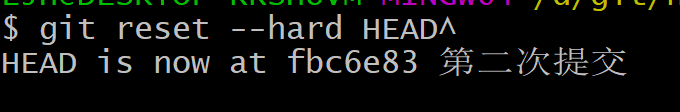 $ git reset --hard HEAD^
HEAD is now at fbc6e83 第二次提交